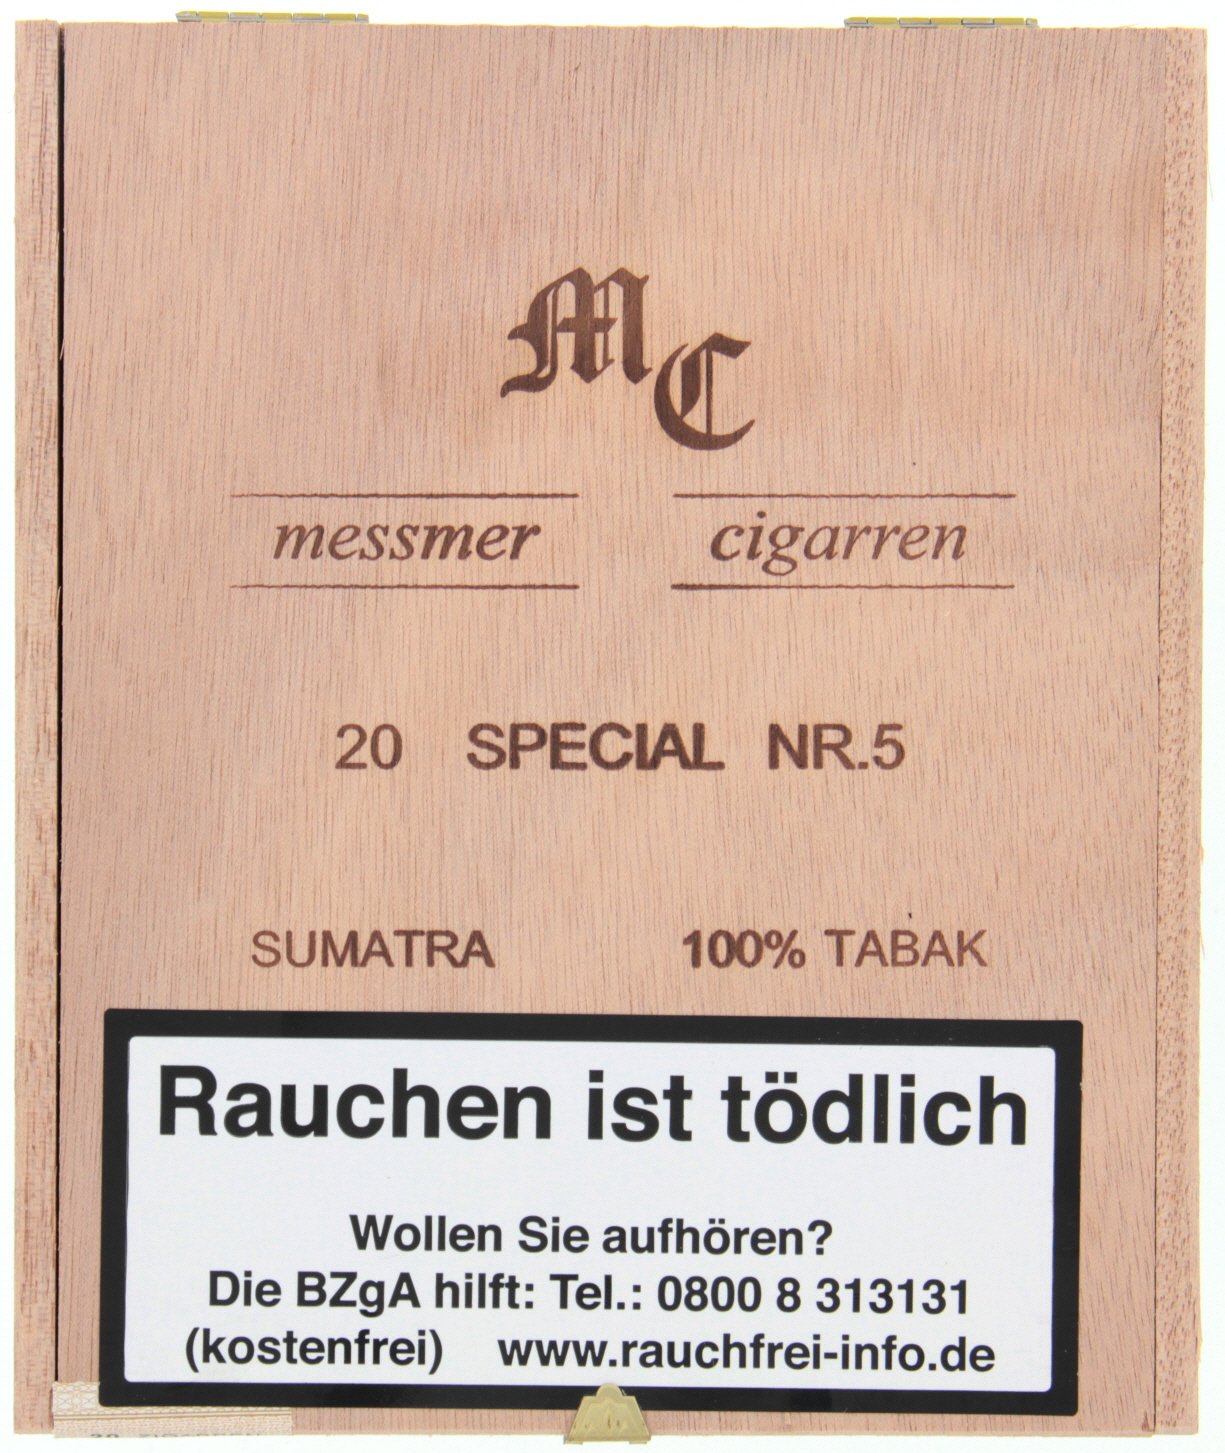 MC
messmer cigarren
20 SPECIAL NR.5
SUMATRA 100% TABAK
Rauchen ist tödlich
Wollen Sie aufhören?
Die BZgA hilft: Tel.: 0800 8 313131
(kostenfrei) www.rauchfrei-info.de